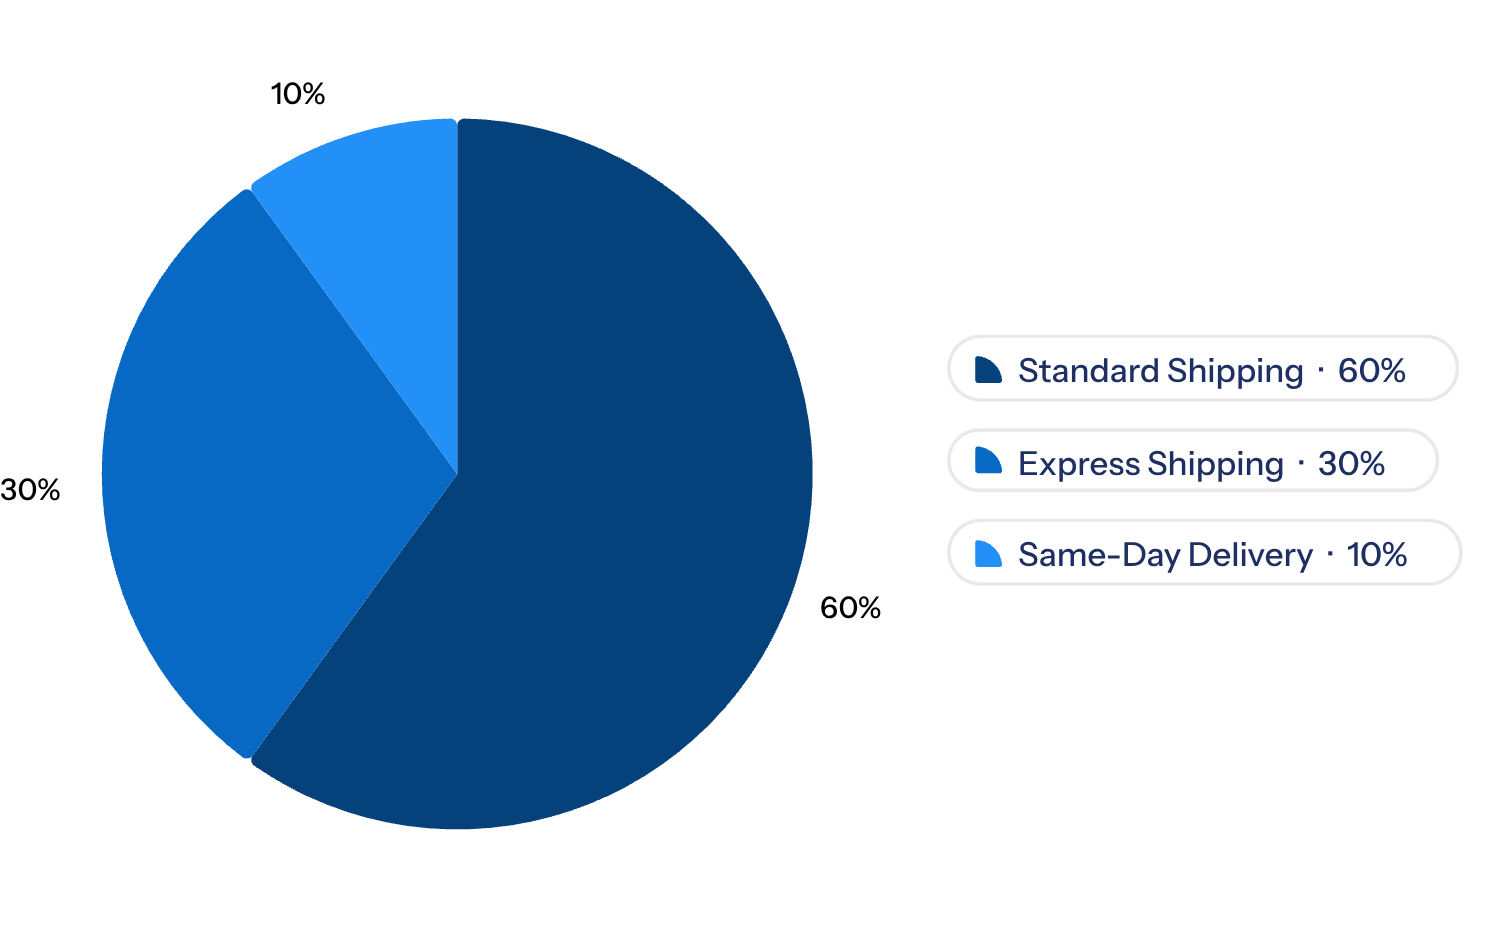 10%
30%
60%
Standard Shipping · 60%
Express Shipping · 30%
Same-Day Delivery · 10%